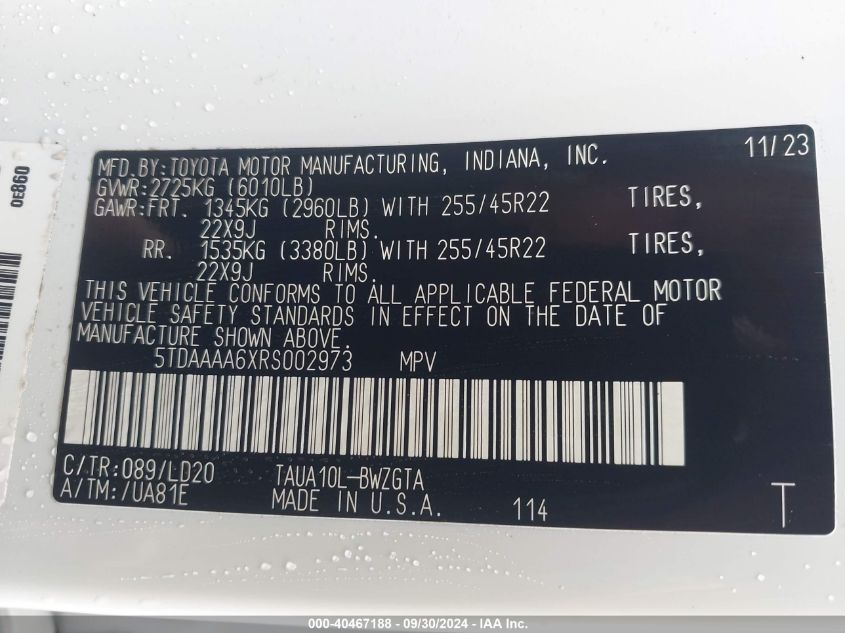 MFD.BY:TOYOTA MOTOR MANUFACTURING, INDIANA, INC. 11/23
GVWR:2725KG (6010LB)
GAWR:FRT. 1345KG (2960LB) WITH 255/45R22 TIRES,
22X9J RIMS.
RR. 1535KG (3380LB) WITH 255/45R22 TIRES,
22X9J RIMS.
THIS VEHICLE CONFORMS TO ALL APPLICABLE FEDERAL MOTOR
VEHICLE SAFETY STANDARDS IN EFFECT ON THE DATE OF
MANUFACTURE SHOWN ABOVE.
5TDAAAA6XRS002973 MPV
C/TR:089/LD20 TAUA10L-BWZGTA
A/TM:/UA81E MADE IN U.S.A. 114 T
0E860
000-40467188 - 09/30/2024 - IAA Inc.